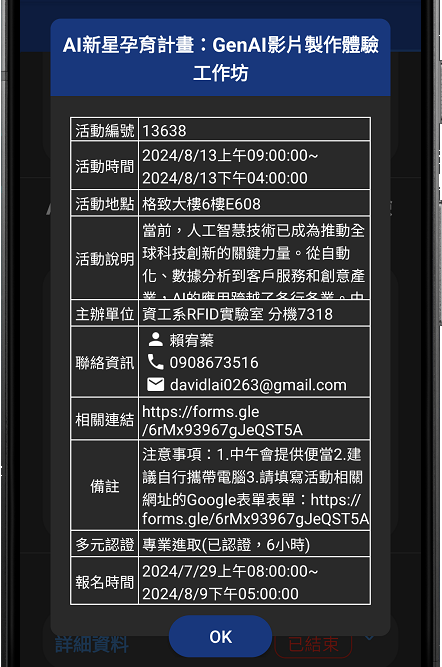 AI新星孕育計畫：GenAI影片製作體驗
工作坊
活動編號 13638
活動時間 2024/8/13上午09:00:00~
2024/8/13下午04:00:00
活動地點 格致大樓6樓E608
活動說明 當前，人工智慧技術已成為推動全
球科技創新的關鍵力量。從自動
化、數據分析到客戶服務和創意產
業，AI的應用跨越了各行各業。中
主辦單位 資工系RFID實驗室 分機7318
聯絡資訊 賴宥蓁
0908673516
davidlai0263@gmail.com
相關連結 https://forms.gle
/6rMx93967gJeQST5A
備註 注意事項：1.中午會提供便當2.建
議自行攜帶電腦3.請填寫活動相關
網址的Google表單表單：https://
forms.gle/6rMx93967gJeQST5A
多元認證 專業進取(已認證，6小時)
報名時間 2024/7/29上午08:00:00~
2024/8/9下午05:00:00
OK
詳細資料 已結束